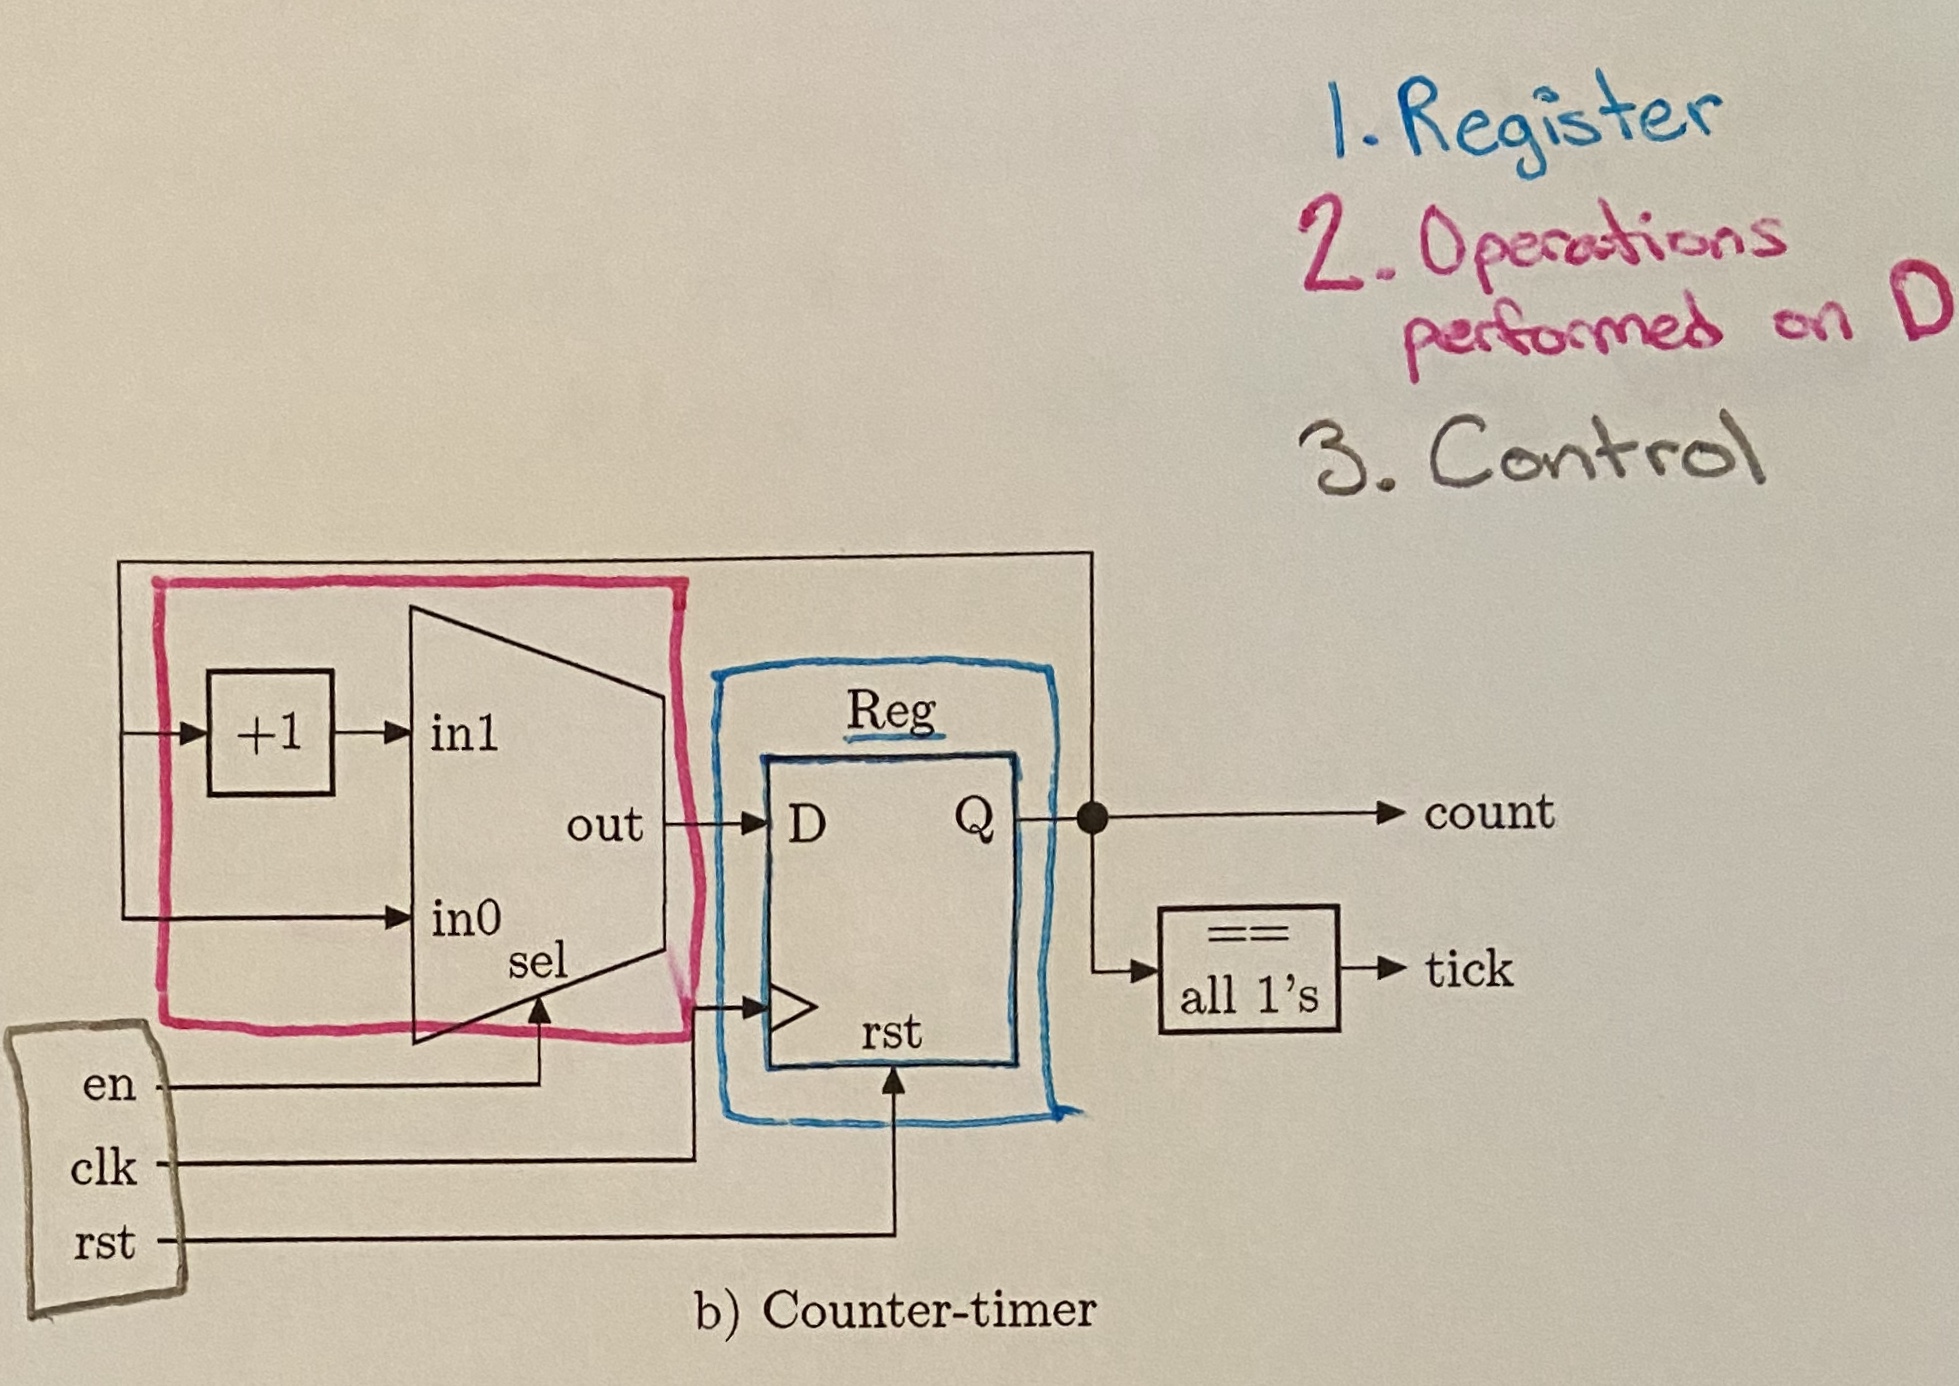 1. Register
2. Operations
performed on D
3. Control
Reg
+1
in1
out
D
Q
count
in0
sel
==
all 1's
tick
rst
en
clk
rst
b) Counter-timer